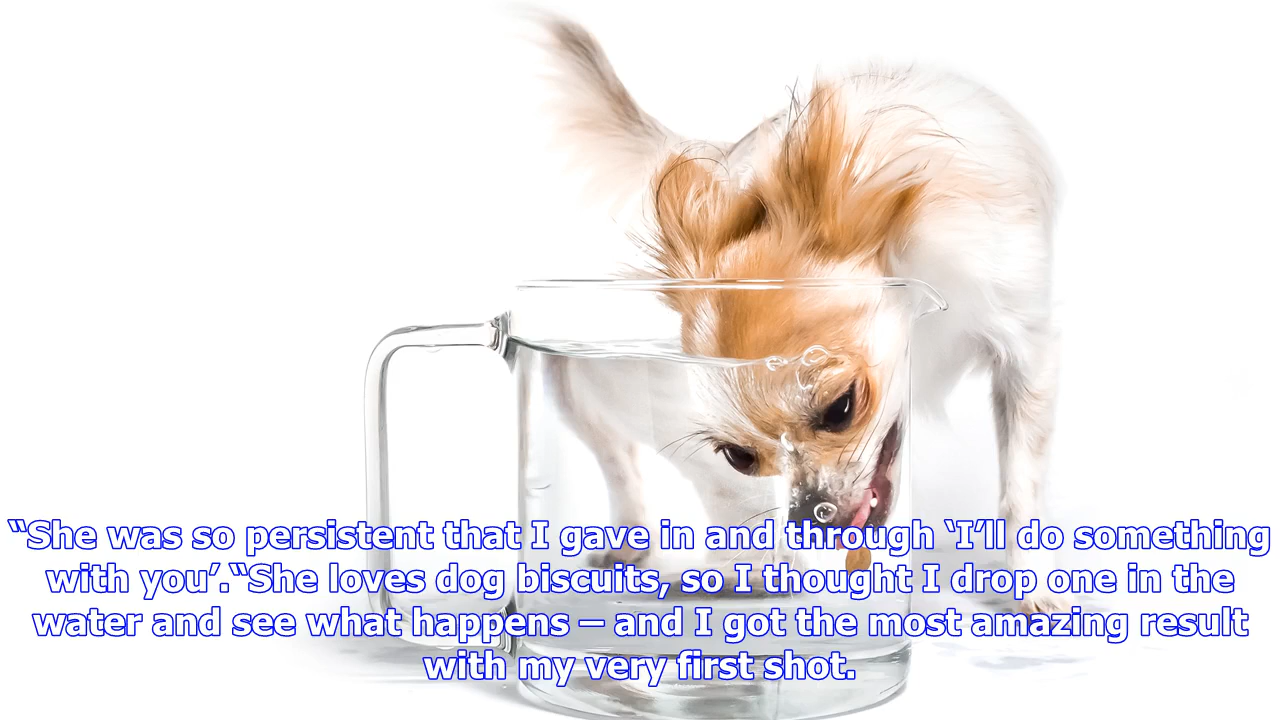 “She was so persistent that I gave in and through ‘I’ll do something
with you’.“She loves dog biscuits, so I thought I drop one in the
water and see what happens – and I got the most amazing result
with my very first shot.